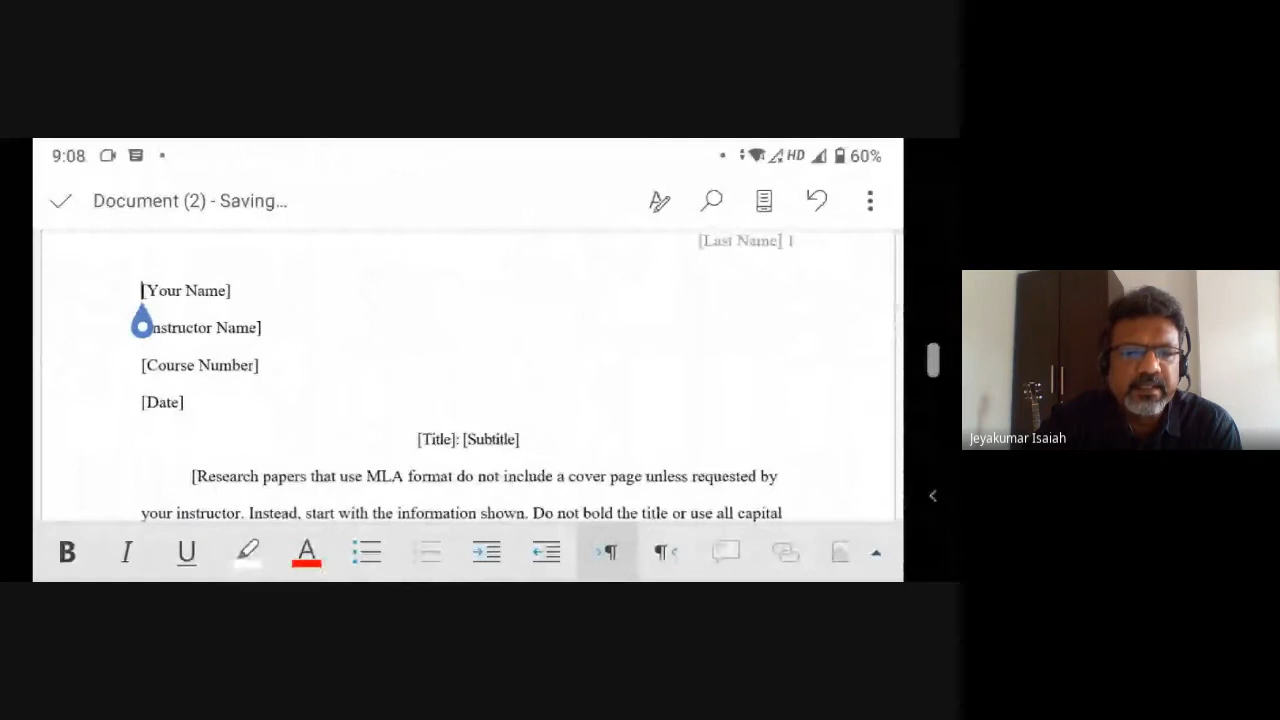 9:08 HD 60%
Document (2) - Saving...
[Last Name] 1
[Your Name]
nstructor Name]
[Course Number]
[Date]
[Title]: [Subtitle]
[Research papers that use MLA format do not include a cover page unless requested by
your instructor. Instead, start with the information shown. Do not bold the title or use all capital
B I U A
Jeyakumar Isaiah